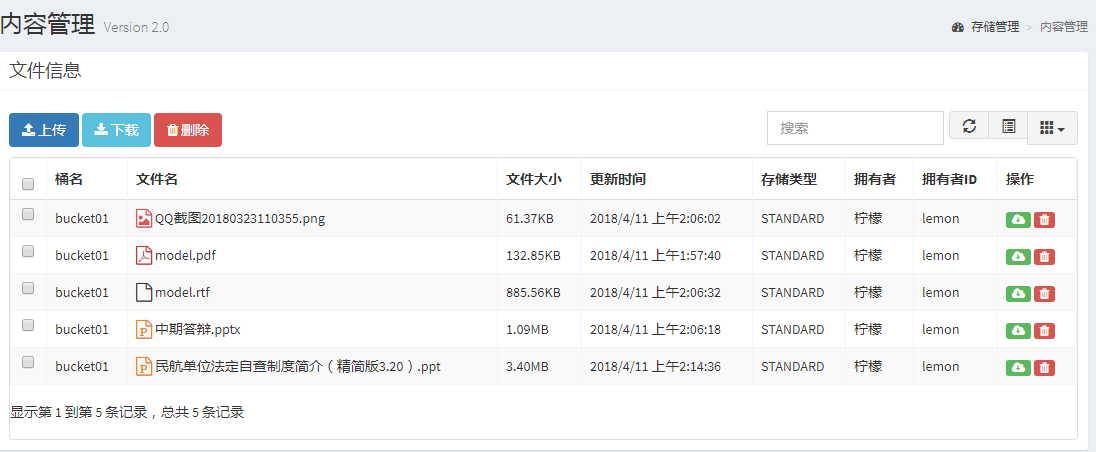 内容管理 Version 2.0 存储管理 > 内容管理
文件信息
上传 下载 删除 搜索
桶名 文件名 文件大小 更新时间 存储类型 拥有者 拥有者ID 操作
bucket01 QQ截图20180323110355.png 61.37KB 2018/4/11 上午2:06:02 STANDARD 柠檬 lemon
bucket01 model.pdf 132.85KB 2018/4/11 上午1:57:40 STANDARD 柠檬 lemon
bucket01 model.rtf 885.56KB 2018/4/11 上午2:06:32 STANDARD 柠檬 lemon
bucket01 中期答辩.pptx 1.09MB 2018/4/11 上午2:06:18 STANDARD 柠檬 lemon
bucket01 民航单位法定自查制度简介（精简版3.20）.ppt 3.40MB 2018/4/11 上午2:14:36 STANDARD 柠檬 lemon
显示第 1 到第 5 条记录，总共 5 条记录